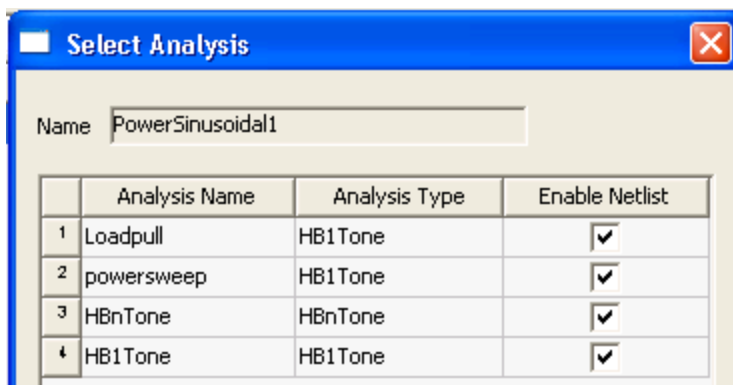 Select Analysis
Name PowerSinusoidal1
Analysis Name Analysis Type Enable Netlist
1 Loadpull HB1Tone
2 powersweep HB1Tone
3 HBnTone HBnTone
4 HB1Tone HB1Tone